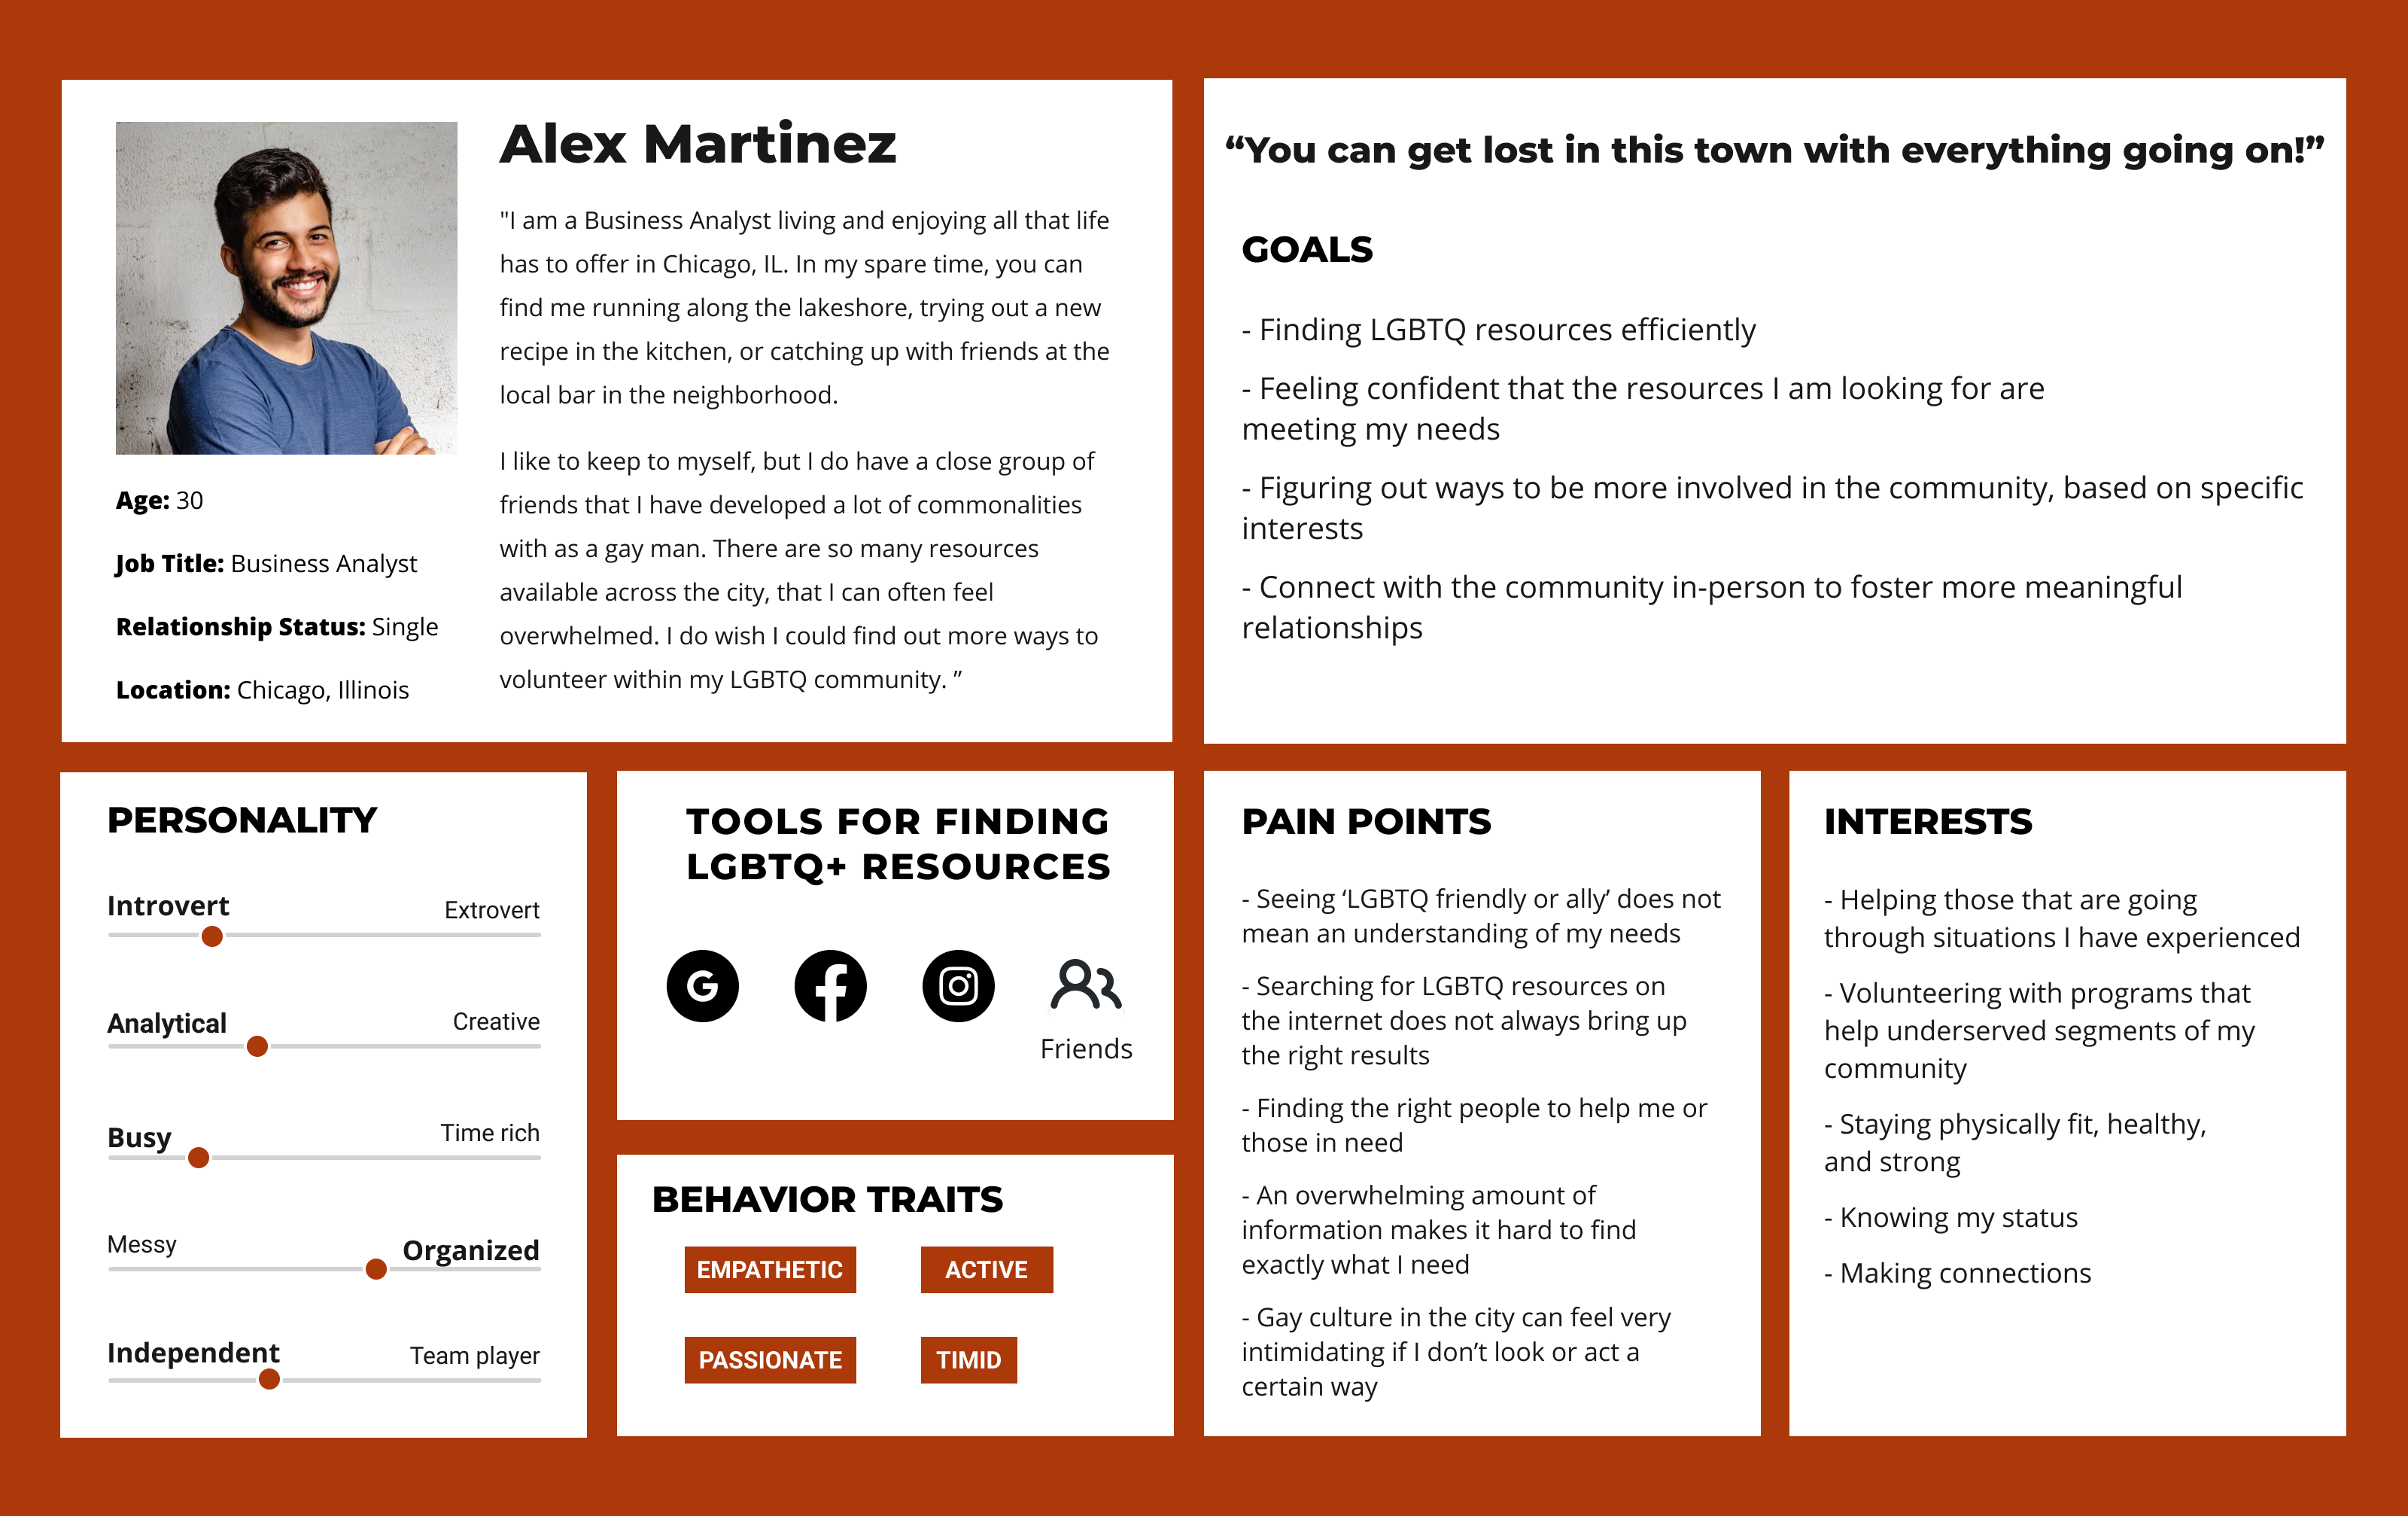 Alex Martinez
"I am a Business Analyst living and enjoying all that life
has to offer in Chicago, IL. In my spare time, you can
find me running along the lakeshore, trying out a new
recipe in the kitchen, or catching up with friends at the
local bar in the neighborhood.
I like to keep to myself, but I do have a close group of
friends that I have developed a lot of commonalities
with as a gay man. There are so many resources
available across the city, that I can often feel
overwhelmed. I do wish I could find out more ways to
volunteer within my LGBTQ community. ”
Age: 30
Job Title: Business Analyst
Relationship Status: Single
Location: Chicago, Illinois
“You can get lost in this town with everything going on!”
GOALS
- Finding LGBTQ resources efficiently
- Feeling confident that the resources I am looking for are
meeting my needs
- Figuring out ways to be more involved in the community, based on specific
interests
- Connect with the community in-person to foster more meaningful
relationships
PERSONALITY
Introvert Extrovert
Analytical Creative
Busy Time rich
Messy Organized
Independent Team player
TOOLS FOR FINDING
LGBTQ+ RESOURCES
G f
Friends
BEHAVIOR TRAITS
EMPATHETIC ACTIVE
PASSIONATE TIMID
PAIN POINTS
- Seeing ‘LGBTQ friendly or ally’ does not
mean an understanding of my needs
- Searching for LGBTQ resources on
the internet does not always bring up
the right results
- Finding the right people to help me or
those in need
- An overwhelming amount of
information makes it hard to find
exactly what I need
- Gay culture in the city can feel very
intimidating if I don’t look or act a
certain way
INTERESTS
- Helping those that are going
through situations I have experienced
- Volunteering with programs that
help underserved segments of my
community
- Staying physically fit, healthy,
and strong
- Knowing my status
- Making connections